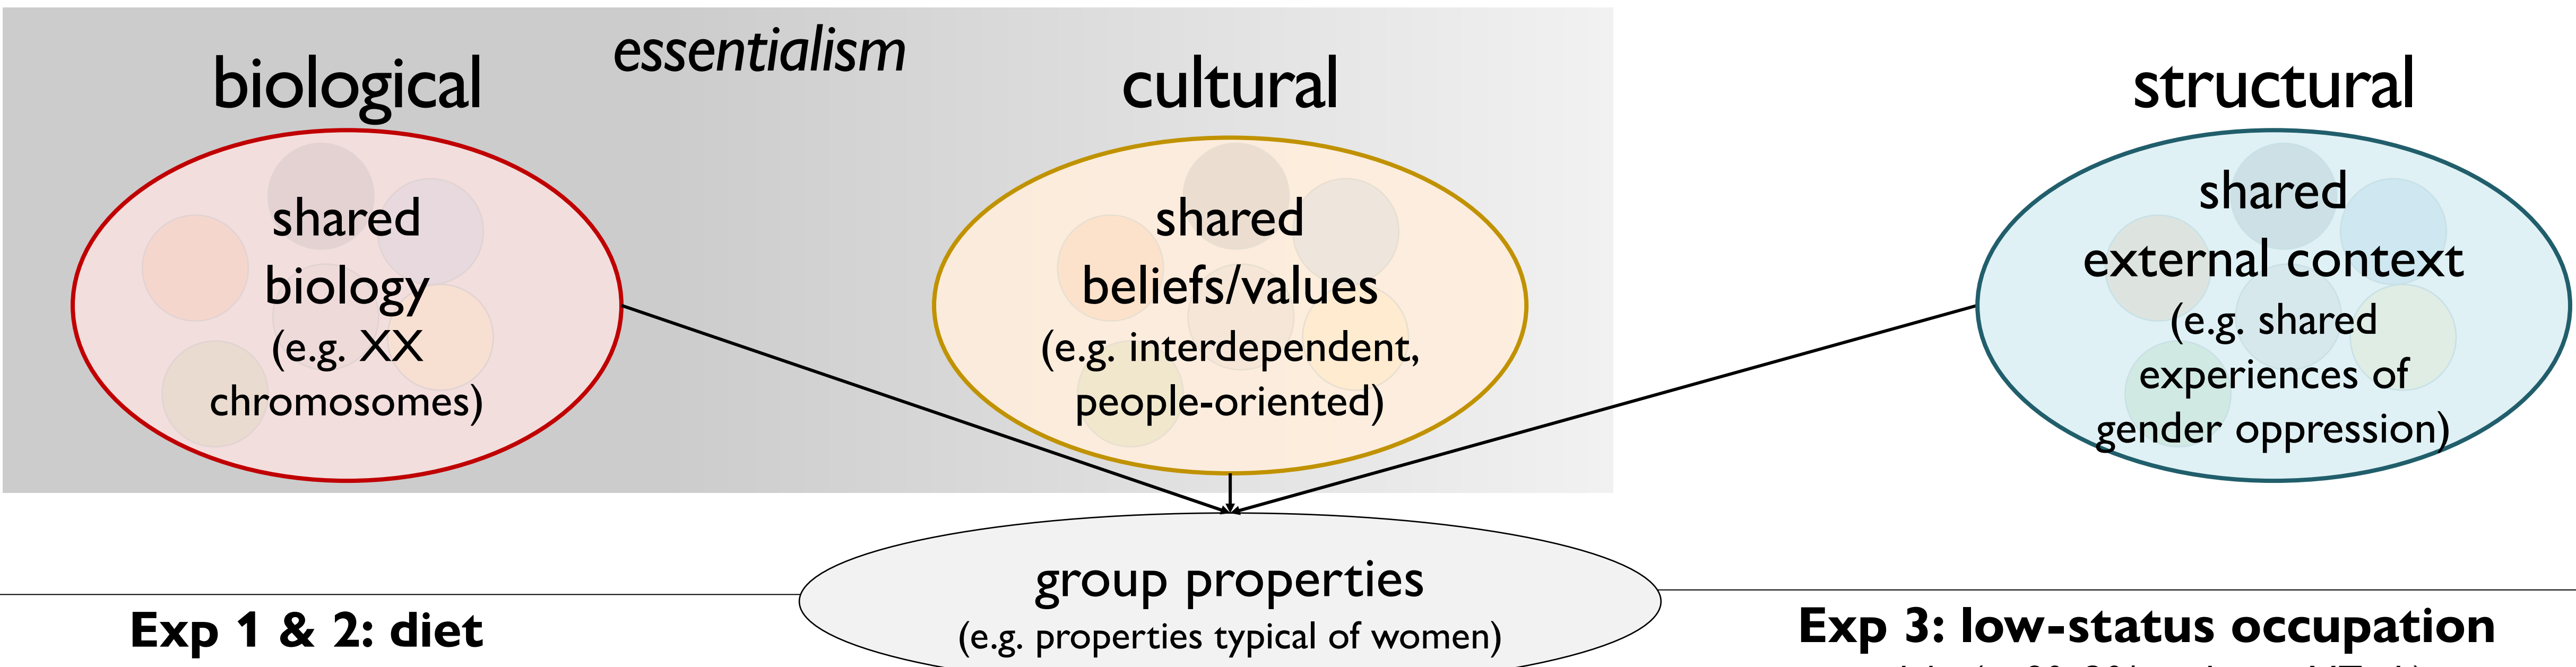 essentialism
biological
cultural
structural
shared
biology
(e.g. XX
chromosomes)
shared
beliefs/values
(e.g. interdependent,
people-oriented)
shared
external context
(e.g. shared
experiences of
gender oppression)
group properties
(e.g. properties typical of women)
Exp 1 & 2: diet
Exp 3: low-status occupation